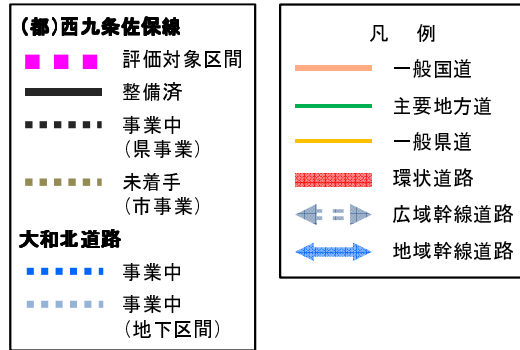 (都)西九条佐保線
評価対象区間
整備済
事業中
(県事業)
未着手
(市事業)
大和北道路
事業中
事業中
(地下区間)
凡 例
一般国道
主要地方道
一般県道
環状道路
広域幹線道路
地域幹線道路